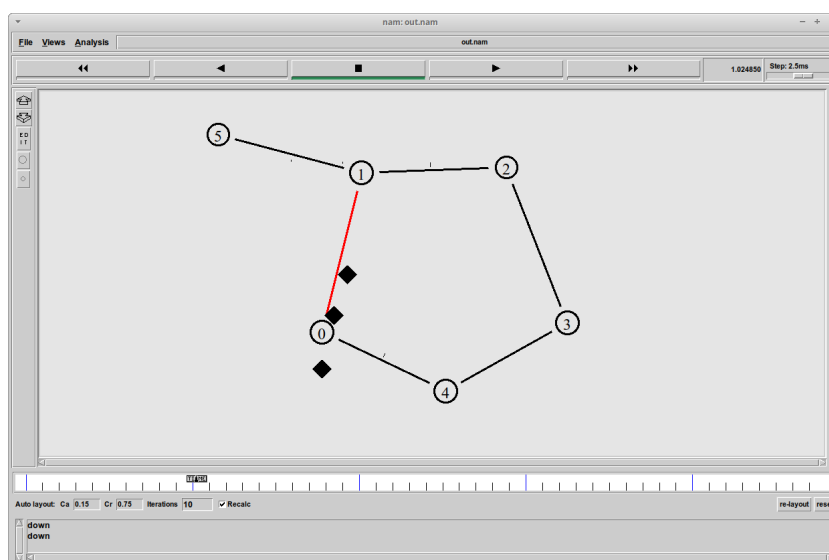 nam: out.nam
File Views Analysis out.nam
1.024850 Step: 2.5ms
E D
I T
5
1
2
0
3
4
Auto layout: Ca 0.15 Cr 0.75 Iterations 10 Recalc re-layout rese
down
down